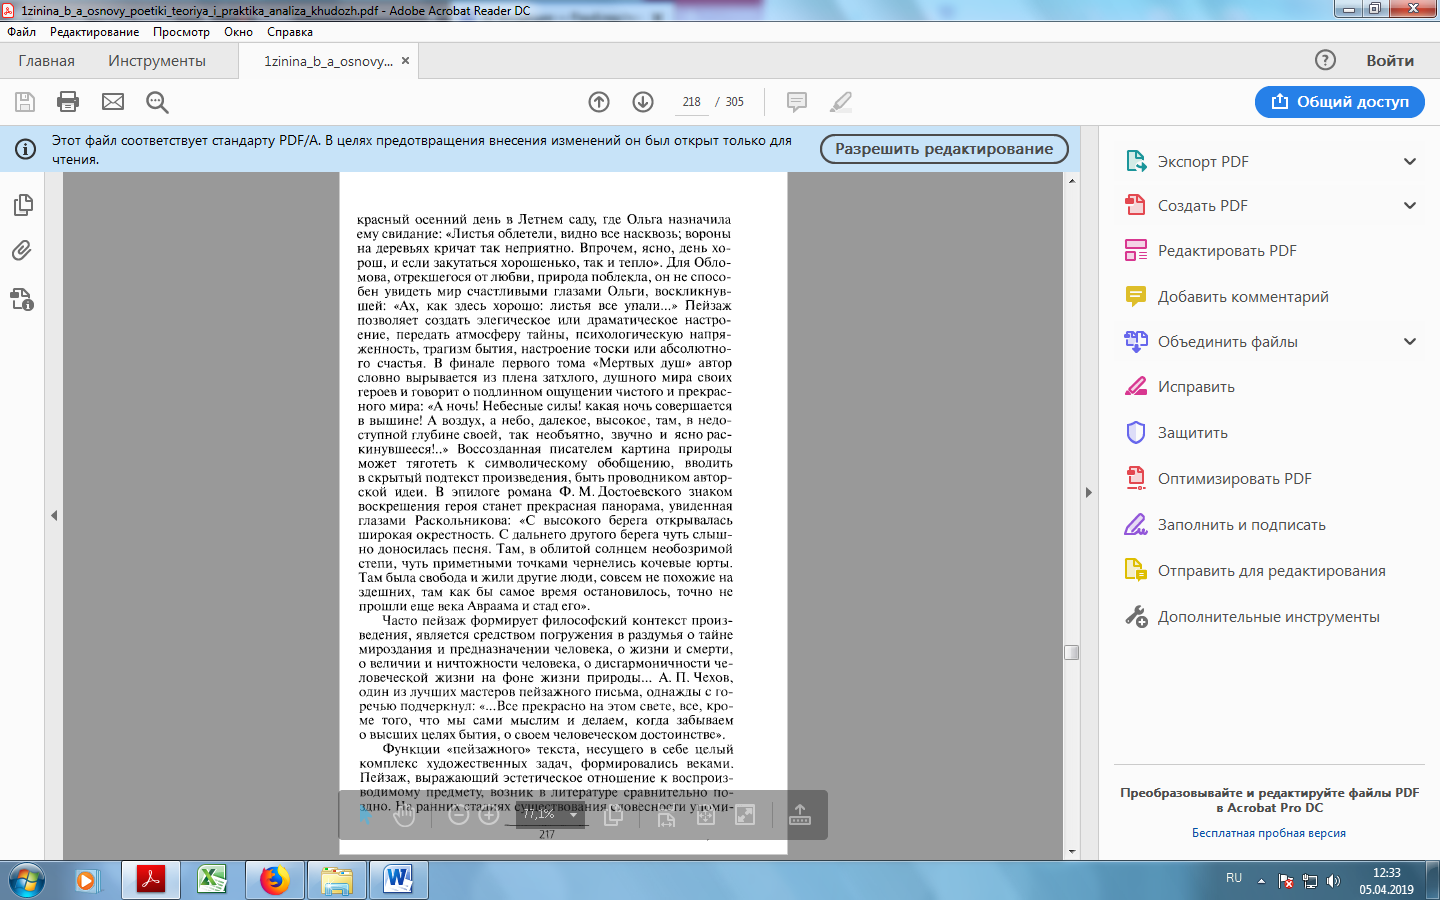 1zinina_b_a_osnovy_poetiki_teoriya_i_praktika_analiza_khudozh.pdf - Adobe Acrobat Reader DC
Файл Редактирование Просмотр Окно Справка
Главная Инструменты 1zinina_b_a_osnovy... × Войти
218 / 305 Общий доступ
Этот файл соответствует стандарту PDF/A. В целях предотвращения внесения изменений он был открыт только для
чтения.
Разрешить редактирование
красный осенний день в Летнем саду, где Ольга назначила
ему свидание: «Листья облетели, видно все насквозь; вороны
на деревьях кричат так неприятно. Впрочем, ясно, день хо-
рош, и если закутаться хорошенько, так и тепло». Для Обло-
мова, отрекшегося от любви, природа поблекла, он не спосо-
бен увидеть мир счастливыми глазами Ольги, воскликнув-
шей: «Ах, как здесь хорошо: листья все упали...» Пейзаж
позволяет создать элегическое или драматическое настро-
ение, передать атмосферу тайны, психологическую напря-
женность, трагизм бытия, настроение тоски или абсолютно-
го счастья. В финале первого тома «Мертвых душ» автор
словно вырывается из плена затхлого, душного мира своих
героев и говорит о подлинном ощущении чистого и прекрас-
ного мира: «А ночь! Небесные силы! какая ночь совершается
в вышине! А воздух, а небо, далекое, высокое, там, в недо-
ступной глубине своей, так необъятно, звучно и ясно рас-
кинувшееся!..» Воссозданная писателем картина природы
может тяготеть к символическому обобщению, вводить
в скрытый подтекст произведения, быть проводником автор-
ской идеи. В эпилоге романа Ф. М. Достоевского знаком
воскрешения героя станет прекрасная панорама, увиденная
глазами Раскольникова: «С высокого берега открывалась
широкая окрестность. С дальнего другого берега чуть слыш-
но доносилась песня. Там, в облитой солнцем необозримой
степи, чуть приметными точками чернелись кочевые юрты.
Там была свобода и жили другие люди, совсем не похожие на
здешних, там как бы самое время остановилось, точно не
прошли еще века Авраама и стад его».
Часто пейзаж формирует философский контекст произ-
ведения, является средством погружения в раздумья о тайне
мироздания и предназначении человека, о жизни и смерти,
о величии и ничтожности человека, о дисгармоничности че-
ловеческой жизни на фоне жизни природы... А. П. Чехов,
один из лучших мастеров пейзажного письма, однажды с го-
речью подчеркнул: «...Все прекрасно на этом свете, все, кро-
ме того, что мы сами мыслим и делаем, когда забываем
о высших целях бытия, о своем человеческом достоинстве».
Функции «пейзажного» текста, несущего в себе целый
комплекс художественных задач, формировались веками.
Пейзаж, выражающий эстетическое отношение к воспроиз-
водимому предмету, возник в литературе сравнительно по-
здно. На ранних стадиях существования словесности упоми-
77,1%
217
Экспорт PDF
Создать PDF
Редактировать PDF
Добавить комментарий
Объединить файлы
Исправить
Защитить
Оптимизировать PDF
Заполнить и подписать
Отправить для редактирования
Дополнительные инструменты
Преобразовывайте и редактируйте файлы PDF
в Acrobat Pro DC
Бесплатная пробная версия
RU 12:33
05.04.2019